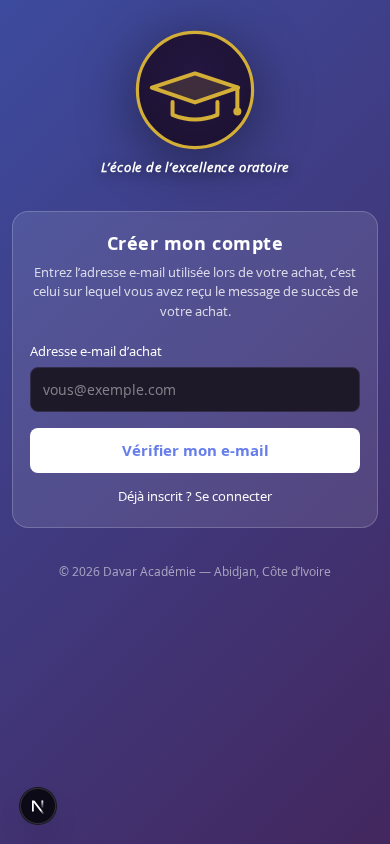 L’école de l’excellence oratoire
Créer mon compte
Entrez l’adresse e-mail utilisée lors de votre achat, c’est
celui sur lequel vous avez reçu le message de succès de
votre achat.
Adresse e-mail d’achat
vous@exemple.com
Vérifier mon e-mail
Déjà inscrit ? Se connecter
© 2026 Davar Académie — Abidjan, Côte d’Ivoire
N